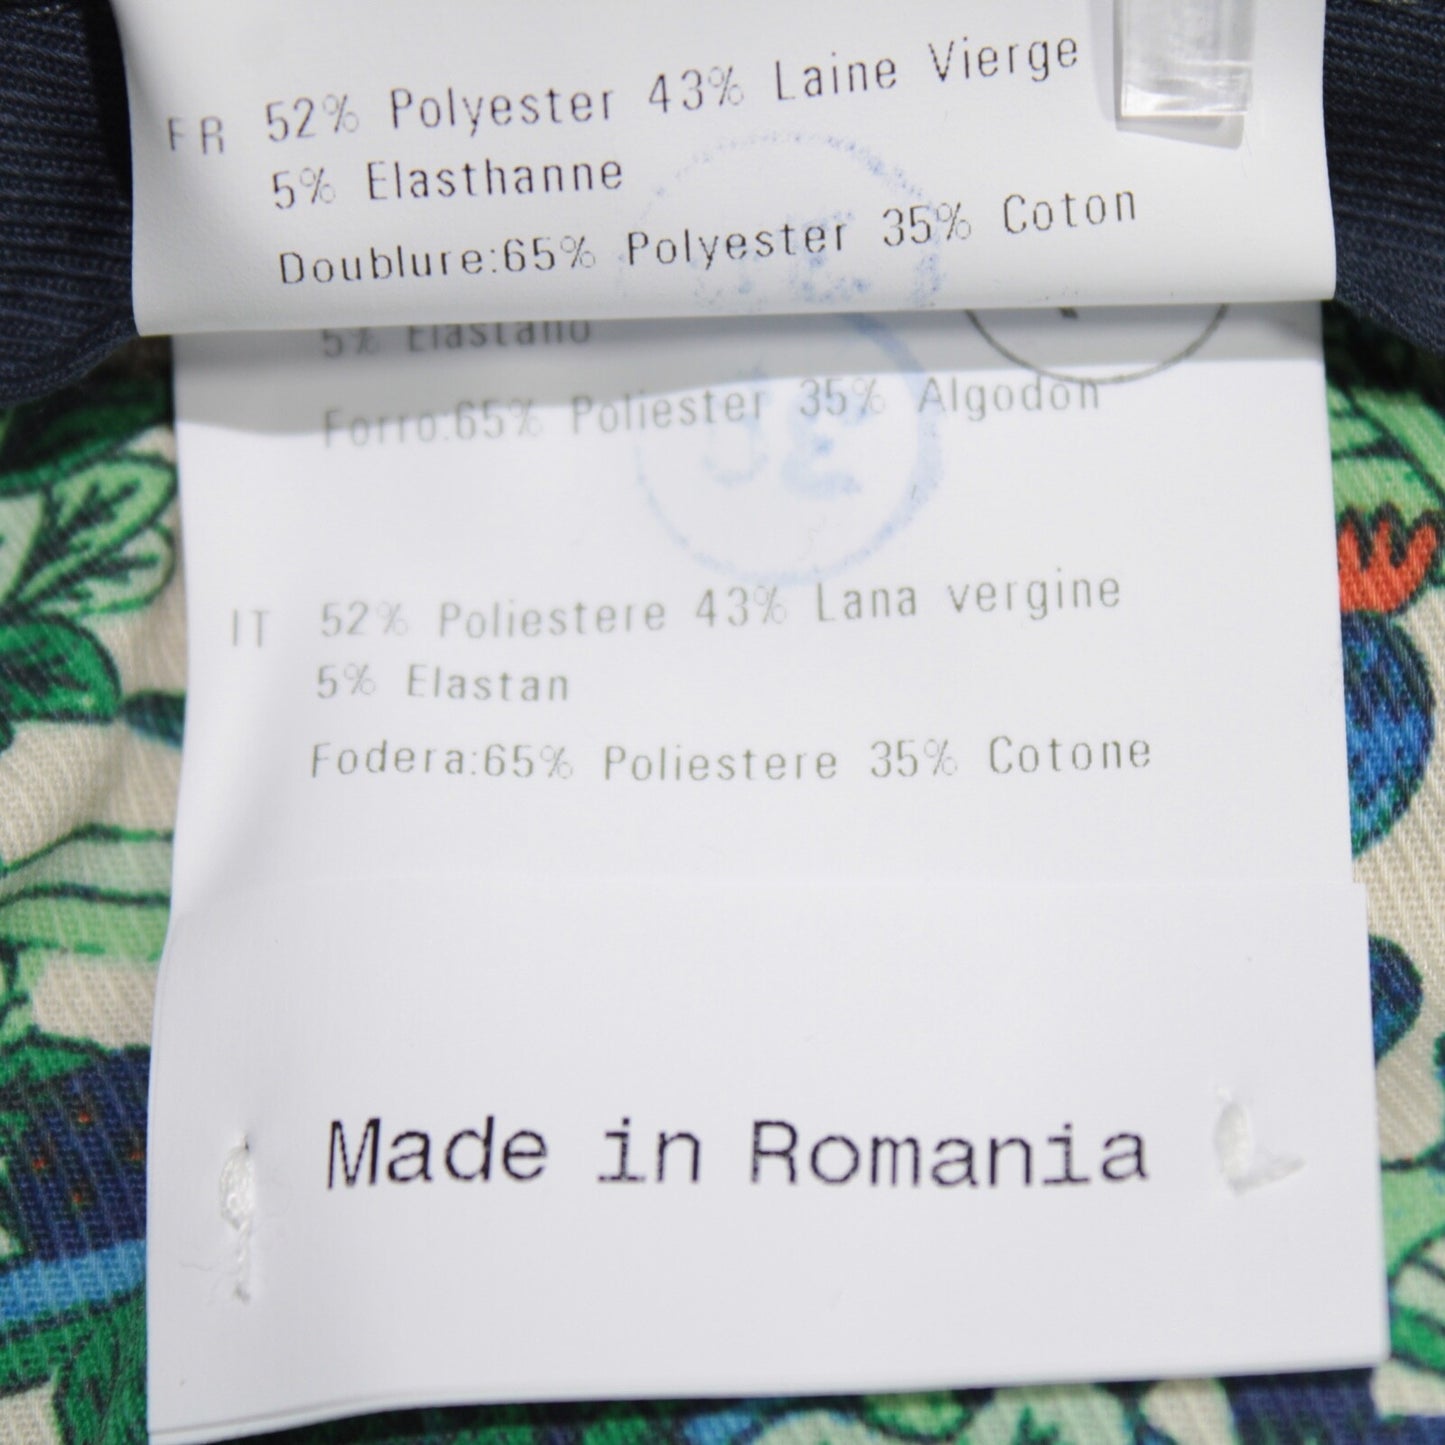 FR 52% Polyester 43% Laine Vierge
5% Elasthanne
Doublure:65% Polyester 35% Coton
5% Elastano
Forro:65% Poliester 35% Algodón
IT 52% Poliestere 43% Lana vergine
5% Elastan
Fodera:65% Poliestere 35% Cotone
Made in Romania